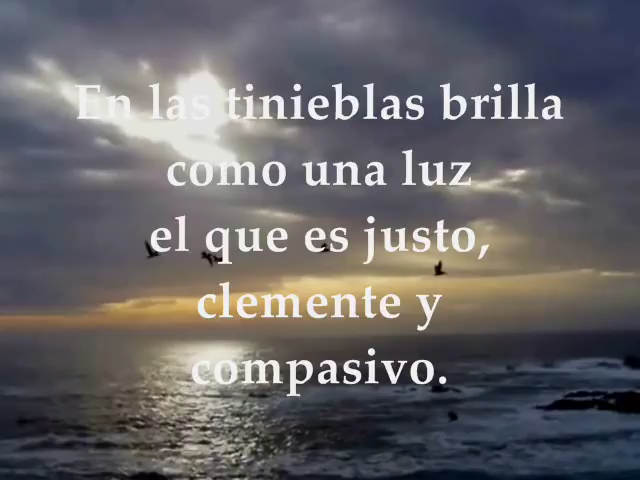 En las tinieblas brilla
como una luz
el que es justo,
clemente y
compasivo.